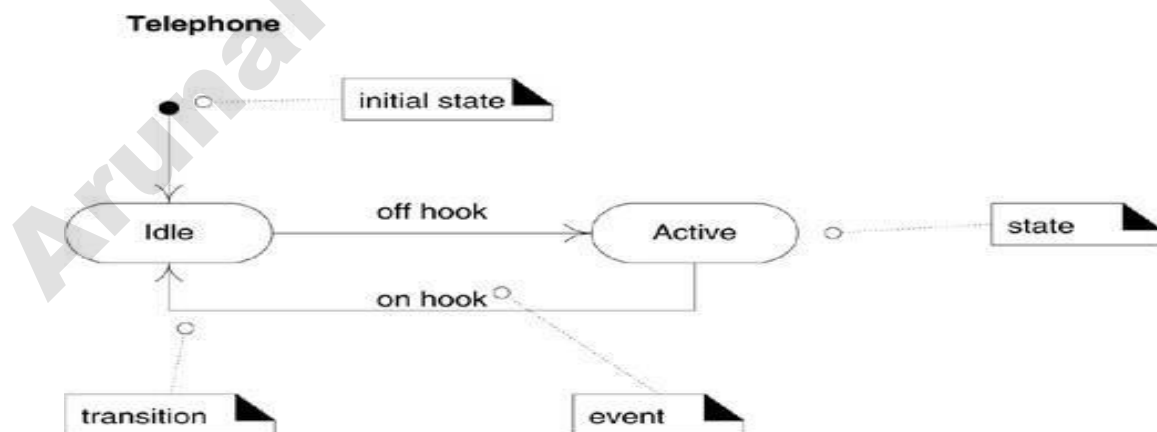 Telephone
initial state
Idle
off hook
Active
state
on hook
transition
event